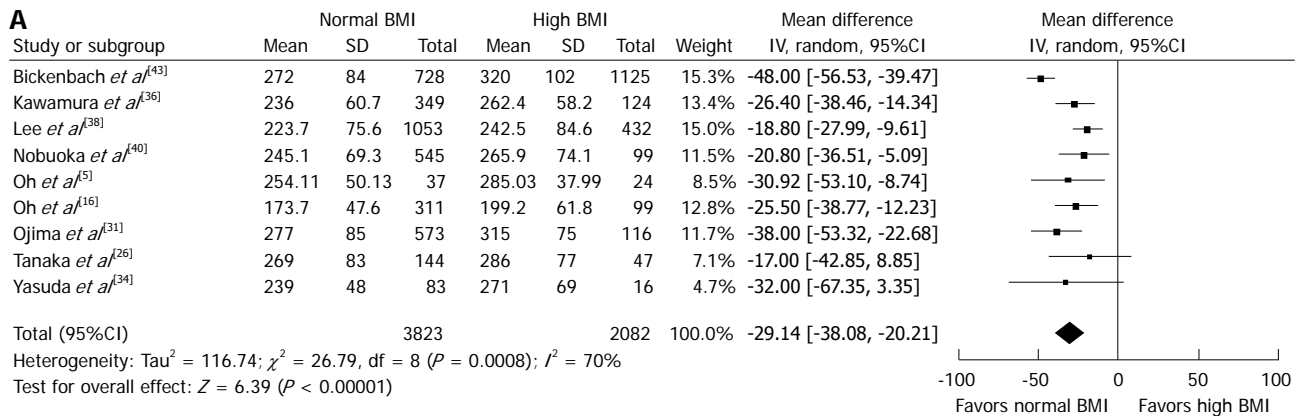 A
Normal BMI High BMI Mean difference Mean difference
Study or subgroup Mean SD Total Mean SD Total Weight IV, random, 95%CI IV, random, 95%CI
Bickenbach et al[43] 272 84 728 320 102 1125 15.3% -48.00 [-56.53, -39.47]
Kawamura et al[36] 236 60.7 349 262.4 58.2 124 13.4% -26.40 [-38.46, -14.34]
Lee et al[38] 223.7 75.6 1053 242.5 84.6 432 15.0% -18.80 [-27.99, -9.61]
Nobuoka et al[40] 245.1 69.3 545 265.9 74.1 99 11.5% -20.80 [-36.51, -5.09]
Oh et al[5] 254.11 50.13 37 285.03 37.99 24 8.5% -30.92 [-53.10, -8.74]
Oh et al[16] 173.7 47.6 311 199.2 61.8 99 12.8% -25.50 [-38.77, -12.23]
Ojima et al[31] 277 85 573 315 75 116 11.7% -38.00 [-53.32, -22.68]
Tanaka et al[26] 269 83 144 286 77 47 7.1% -17.00 [-42.85, 8.85]
Yasuda et al[34] 239 48 83 271 69 16 4.7% -32.00 [-67.35, 3.35]
Total (95%CI) 3823 2082 100.0% -29.14 [-38.08, -20.21]
Heterogeneity: Tau² = 116.74; χ² = 26.79, df = 8 (P = 0.0008); I² = 70%
Test for overall effect: Z = 6.39 (P < 0.00001)
-100 -50 0 50 100
Favors normal BMI Favors high BMI